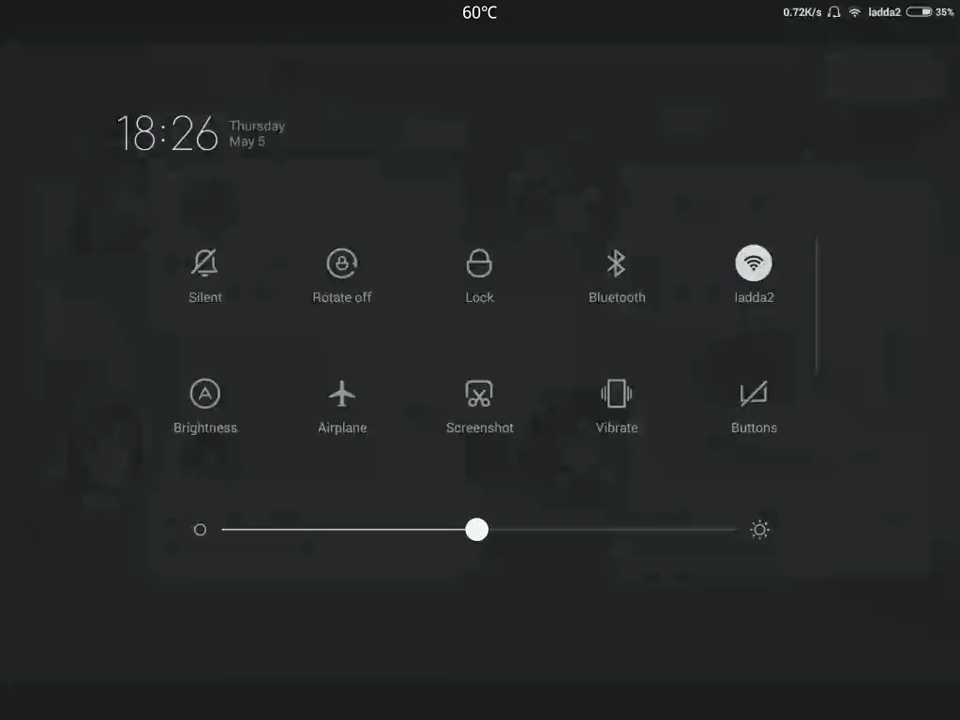 60℃
0.72K/s ladda2 35%
18:26
Thursday
May 5
Silent
Rotate off
Lock
Bluetooth
ladda2
Brightness
Airplane
Screenshot
Vibrate
Buttons